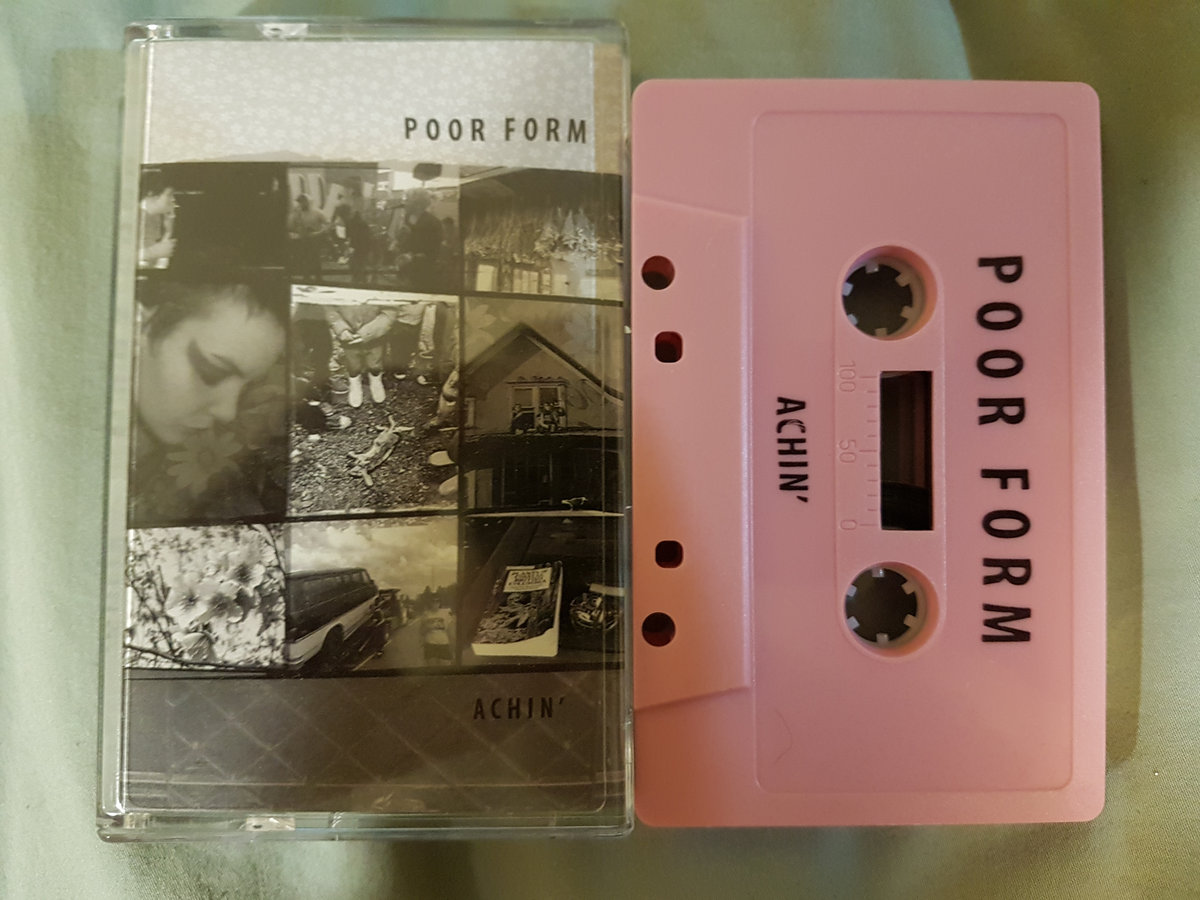 POOR FORM
ACHIN’
POOR FORM
ACHIN’
100
50
0